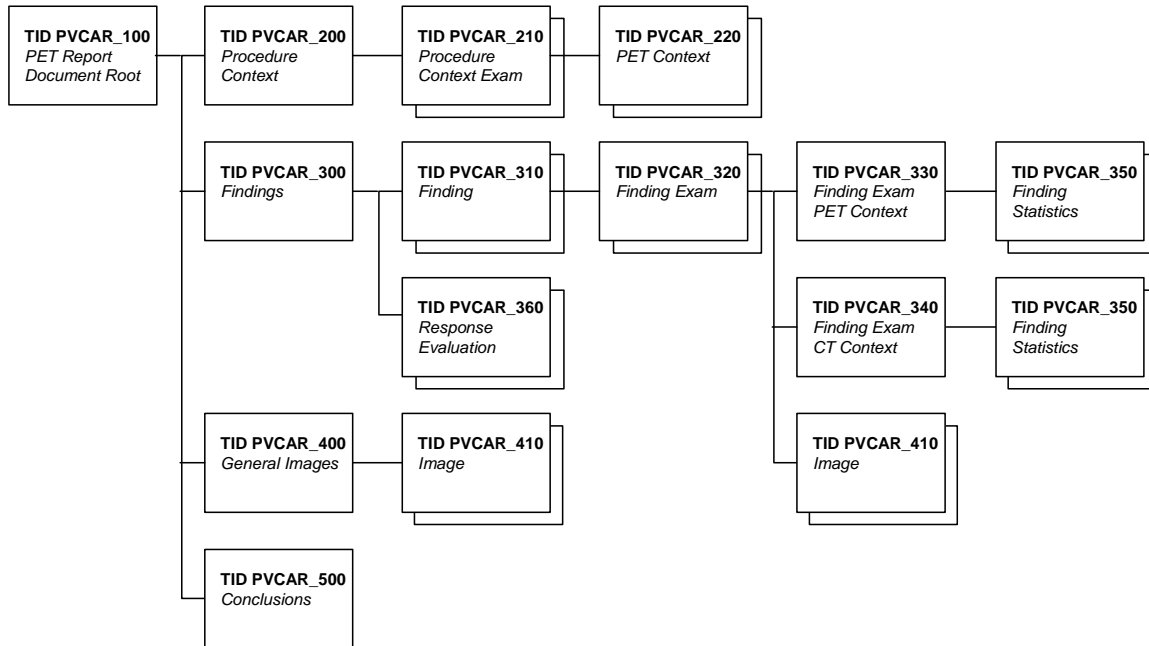 TID PVCAR_100
PET Report
Document Root
TID PVCAR_200
Procedure
Context
TID PVCAR_210
Procedure
Context Exam
TID PVCAR_220
PET Context
TID PVCAR_300
Findings
TID PVCAR_310
Finding
TID PVCAR_320
Finding Exam
TID PVCAR_330
Finding Exam
PET Context
TID PVCAR_350
Finding
Statistics
TID PVCAR_360
Response
Evaluation
TID PVCAR_340
Finding Exam
CT Context
TID PVCAR_350
Finding
Statistics
TID PVCAR_400
General Images
TID PVCAR_410
Image
TID PVCAR_410
Image
TID PVCAR_500
Conclusions